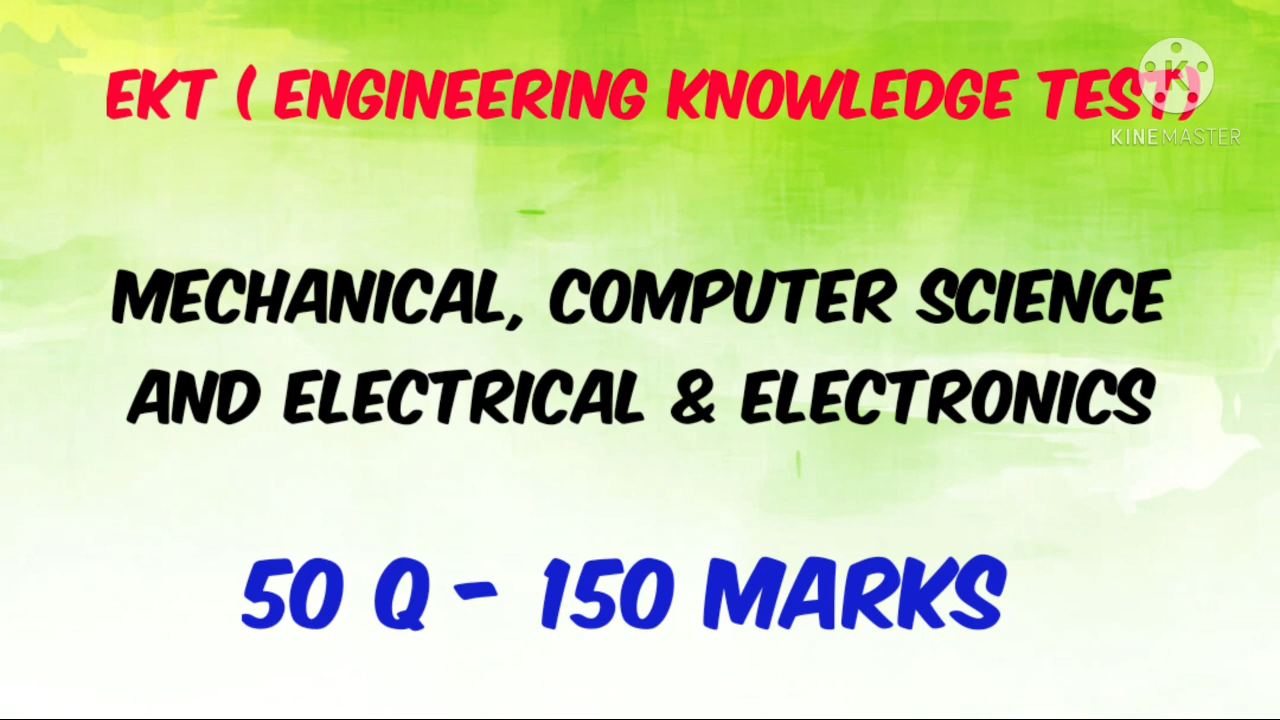 EKT ( ENGINEERING KNOWLEDGE TEST)
KINEMASTER
MECHANICAL, COMPUTER SCIENCE
AND ELECTRICAL & ELECTRONICS
50 Q - 150 MARKS